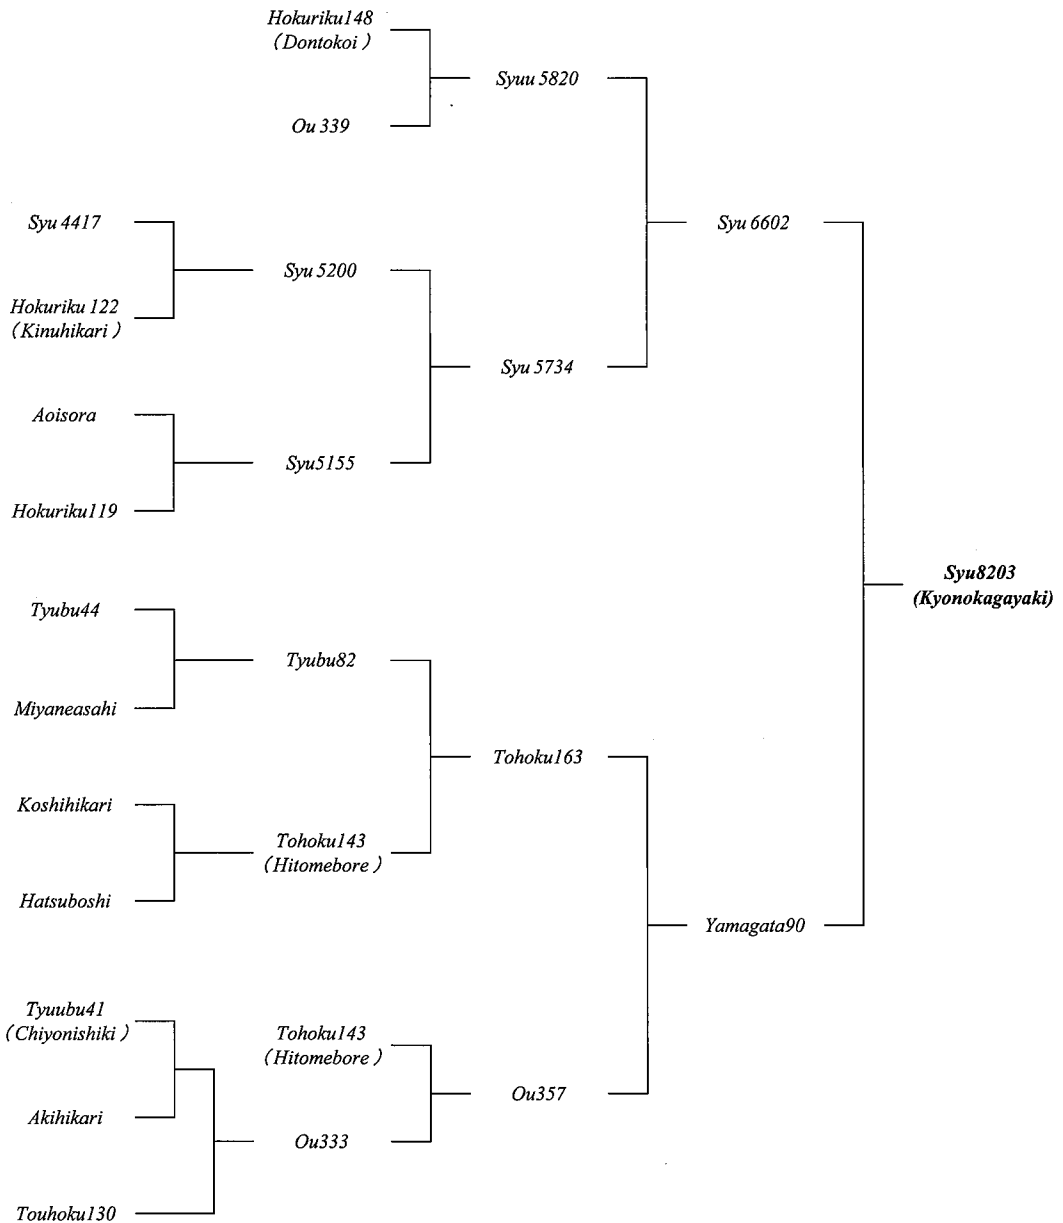 Hokuriku148
(Dontokoi)
Syuu 5820
Ou 339
Syu 4417
Syu 6602
Syu 5200
Hokuriku 122
(Kinuhikari)
Syu 5734
Aoisora
Syu5155
Hokuriku119
Syu8203
(Kyonokagayaki)
Tyubu44
Tyubu82
Miyaneasahi
Tohoku163
Koshihikari
Tohoku143
(Hitomebore)
Hatsuboshi
Yamagata90
Tyuubu41
(Chiyonishiki)
Tohoku143
(Hitomebore)
Ou357
Akihikari
Ou333
Touhoku130